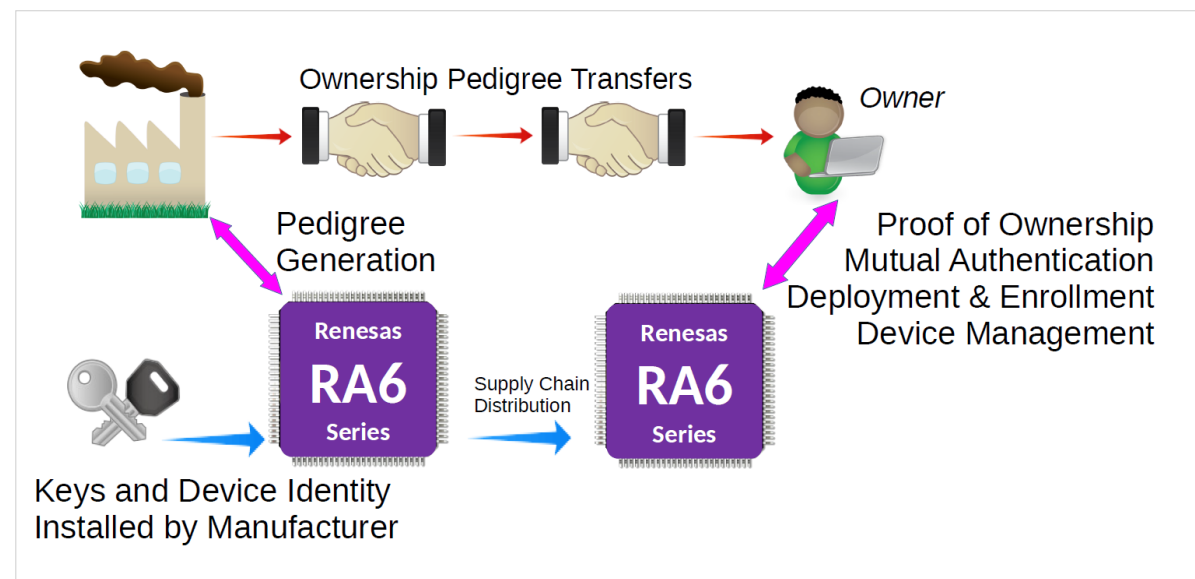 Ownership Pedigree Transfers
Owner
Pedigree
Generation
Proof of Ownership
Mutual Authentication
Deployment & Enrollment
Device Management
Renesas
RA6
Series
Supply Chain
Distribution
Renesas
RA6
Series
Keys and Device Identity
Installed by Manufacturer